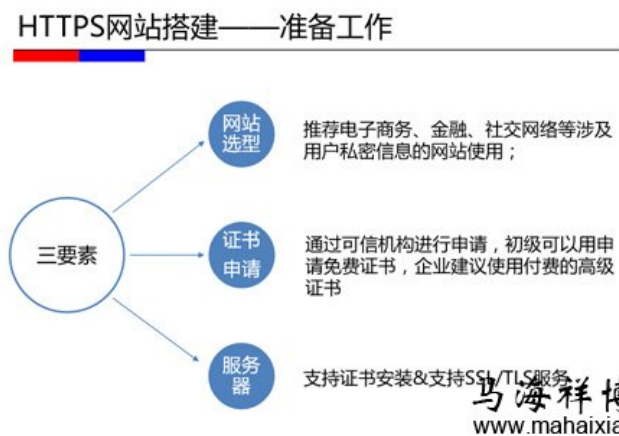 HTTPS网站搭建——准备工作
网站
选型
推荐电子商务、金融、社交网络等涉及
用户私密信息的网站使用；
三要素
证书
申请
通过可信机构进行申请，初级可以用申
请免费证书，企业建议使用付费的高级
证书
服务
器
支持证书安装&支持SSL/TLS服务
马海祥博
www.mahaixia